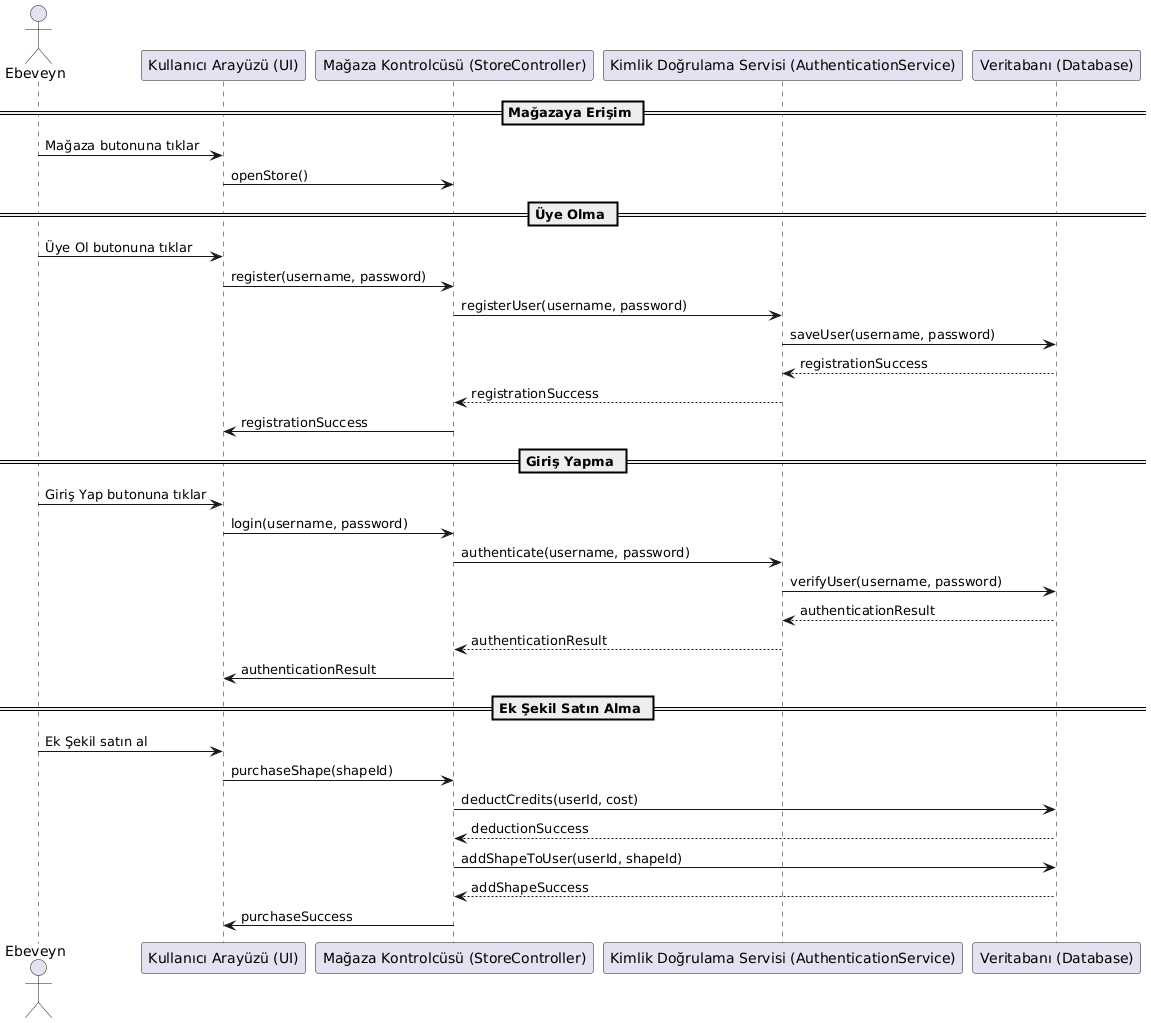 Ebeveyn
Kullanıcı Arayüzü (UI)
Mağaza Kontrolcüsü (StoreController)
Kimlik Doğrulama Servisi (AuthenticationService)
Veritabanı (Database)
Mağazaya Erişim
Mağaza butonuna tıklar
openStore()
Üye Olma
Üye Ol butonuna tıklar
register(username, password)
registerUser(username, password)
saveUser(username, password)
registrationSuccess
registrationSuccess
registrationSuccess
Giriş Yapma
Giriş Yap butonuna tıklar
login(username, password)
authenticate(username, password)
verifyUser(username, password)
authenticationResult
authenticationResult
authenticationResult
Ek Şekil Satın Alma
Ek Şekil satın al
purchaseShape(shapeId)
deductCredits(userId, cost)
deductionSuccess
addShapeToUser(userId, shapeId)
addShapeSuccess
purchaseSuccess
Ebeveyn
Kullanıcı Arayüzü (UI)
Mağaza Kontrolcüsü (StoreController)
Kimlik Doğrulama Servisi (AuthenticationService)
Veritabanı (Database)